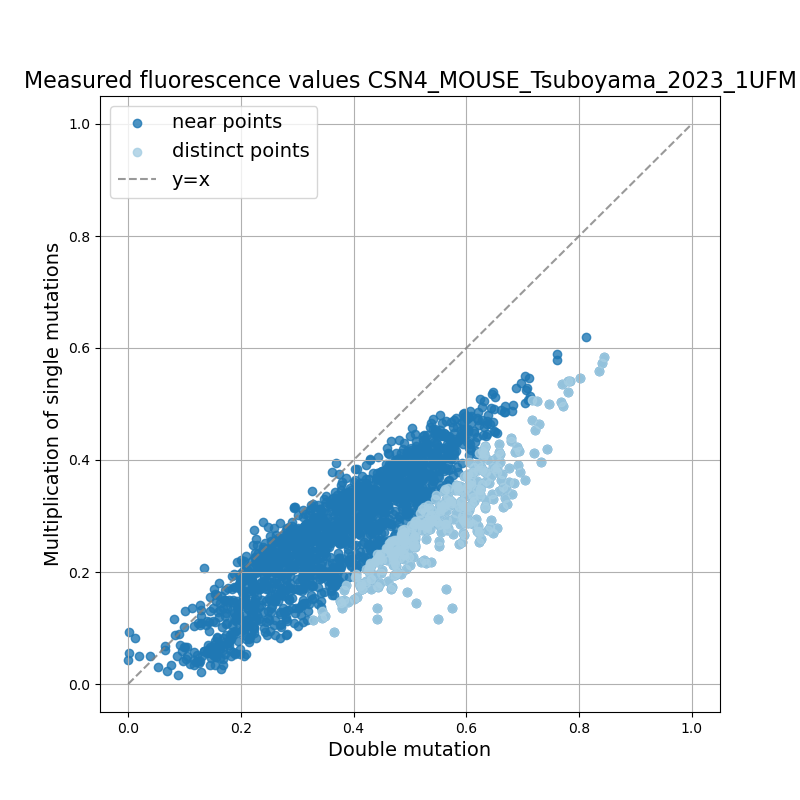 Measured fluorescence values CSN4_MOUSE_Tsuboyama_2023_1UFM
near points
distinct points
y=x
1.0
0.8
0.6
0.4
0.2
0.0
Multiplication of single mutations
0.0 0.2 0.4 0.6 0.8 1.0
Double mutation